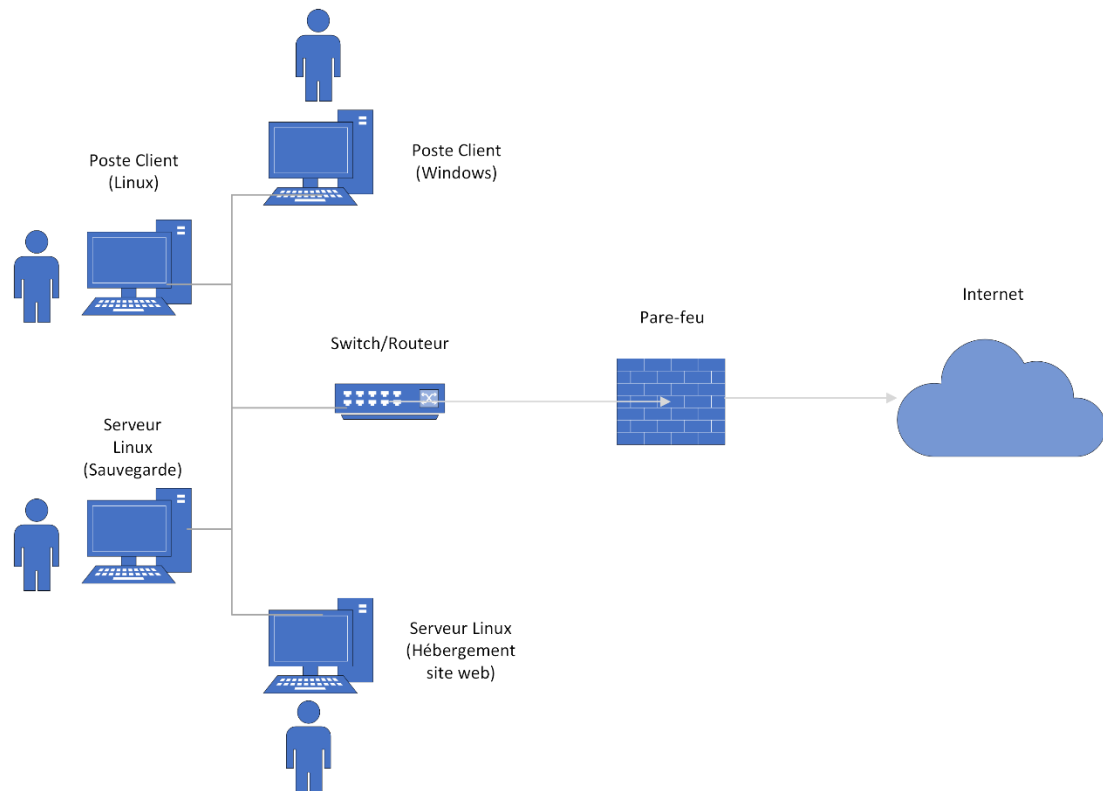 Poste Client
(Linux)
Poste Client
(Windows)
Switch/Routeur
Pare-feu
Internet
Serveur
Linux
(Sauvegarde)
Serveur Linux
(Hébergement
site web)